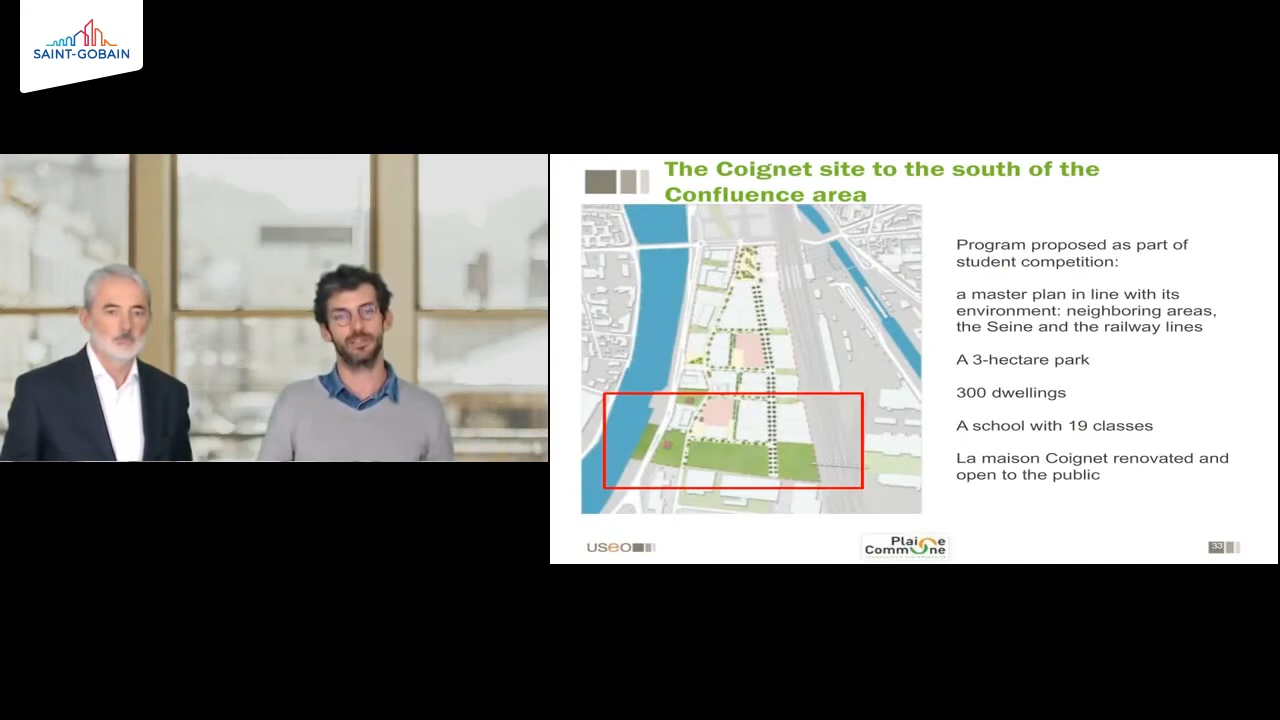 SAINT-GOBAIN
The Coignet site to the south of the
Confluence area
Program proposed as part of
student competition:
a master plan in line with its
environment: neighboring areas,
the Seine and the railway lines
A 3-hectare park
300 dwellings
A school with 19 classes
La maison Coignet renovated and
open to the public
useo
Plaine
Commune
33